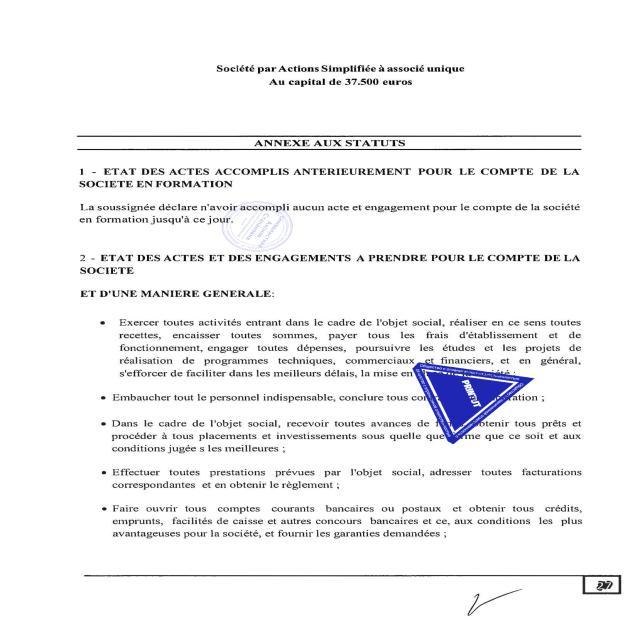 Société par Actions Simplifiée à associé unique
Au capital de 37.500 euros
ANNEXE AUX STATUTS
1 - ETAT DES ACTES ACCOMPLIS ANTERIEUREMENT POUR LE COMPTE DE LA
SOCIETE EN FORMATION
La soussignée déclare n'avoir accompli aucun acte et engagement pour le compte de la société
en formation jusqu'à ce jour.
2 - ETAT DES ACTES ET DES ENGAGEMENTS A PRENDRE POUR LE COMPTE DE LA
SOCIETE
ET D'UNE MANIERE GENERALE:
• Exercer toutes activités entrant dans le cadre de l'objet social, réaliser en ce sens toutes
recettes, encaisser toutes sommes, payer tous les frais d'établissement et de
fonctionnement, engager toutes dépenses, poursuivre les études et les projets de
réalisation de programmes techniques, commerciaux et financiers, et en général,
s'efforcer de faciliter dans les meilleurs délais, la mise en
• Embaucher tout le personnel indispensable, conclure tous ;
• Dans le cadre de l'objet social, recevoir toutes avances de obtenir tous prêts et
procéder à tous placements et investissements sous quelle que forme que ce soit et aux
conditions jugée s les meilleures ;
• Effectuer toutes prestations prévues par l'objet social, adresser toutes facturations
correspondantes et en obtenir le règlement ;
• Faire ouvrir tous comptes courants bancaires ou postaux et obtenir tous crédits,
emprunts, facilités de caisse et autres concours bancaires et ce, aux conditions les plus
avantageuses pour la société, et fournir les garanties demandées ;